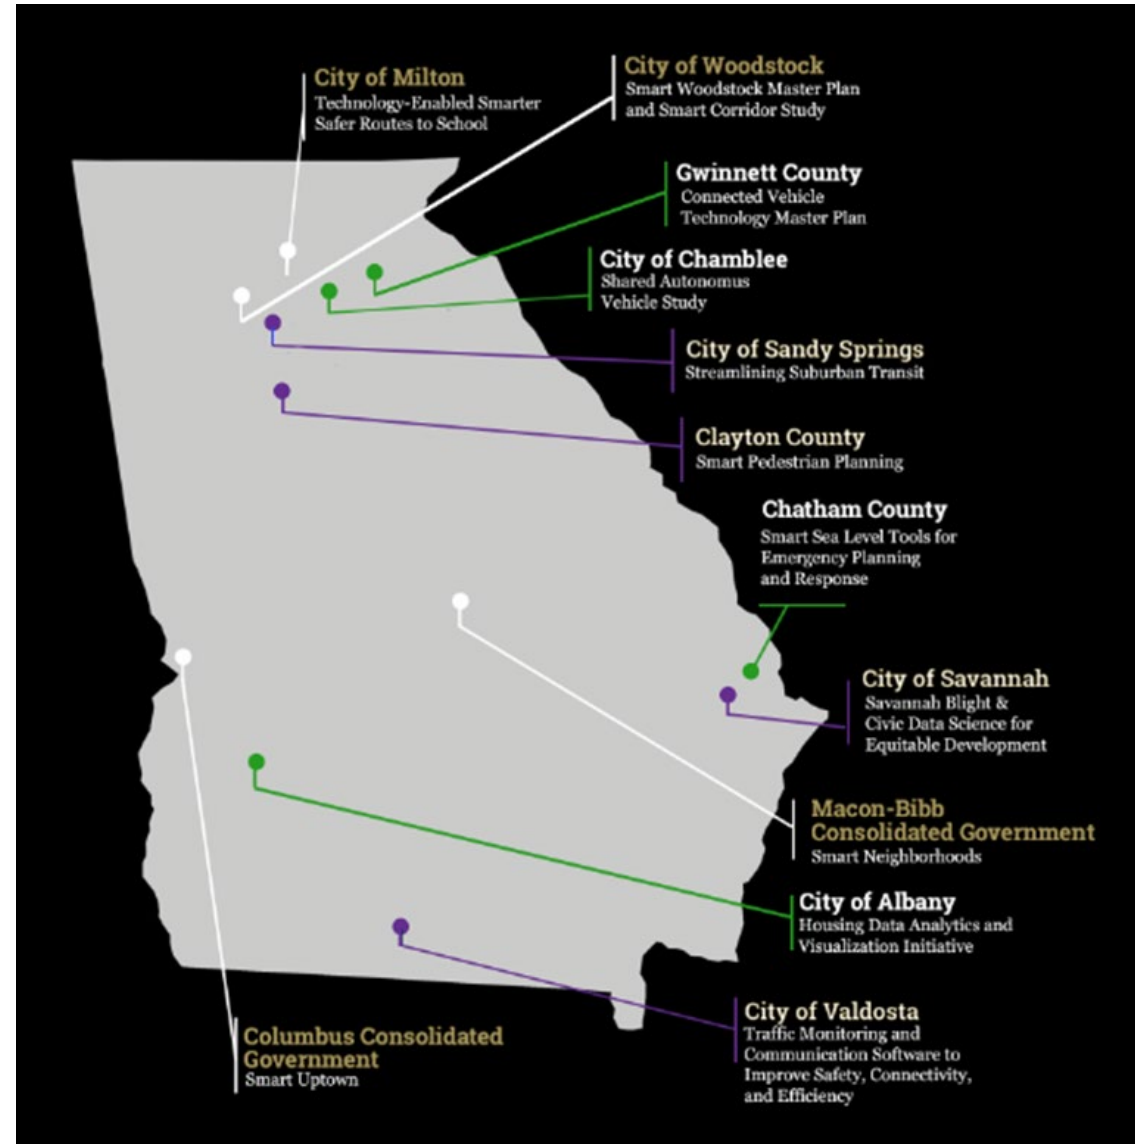 City of Milton
Technology-Enabled Smarter
Safer Routes to School
City of Woodstock
Smart Woodstock Master Plan
and Smart Corridor Study
Gwinnett County
Connected Vehicle
Technology Master Plan
City of Chamblee
Shared Autonomus
Vehicle Study
City of Sandy Springs
Streamlining Suburban Transit
Clayton County
Smart Pedestrian Planning
Chatham County
Smart Sea Level Tools for
Emergency Planning
and Response
City of Savannah
Savannah Blight &
Civic Data Science for
Equitable Development
Macon-Bibb
Consolidated Government
Smart Neighborhoods
City of Albany
Housing Data Analytics and
Visualization Initiative
City of Valdosta
Traffic Monitoring and
Communication Software to
Improve Safety, Connectivity,
and Efficiency
Columbus Consolidated
Government
Smart Uptown